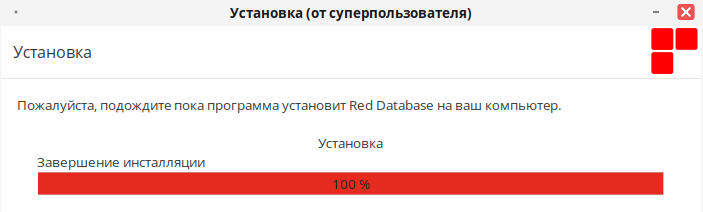 Установка (от суперпользователя)
Установка
Пожалуйста, подождите пока программа установит Red Database на ваш компьютер.
Установка
Завершение инсталляции
100 %